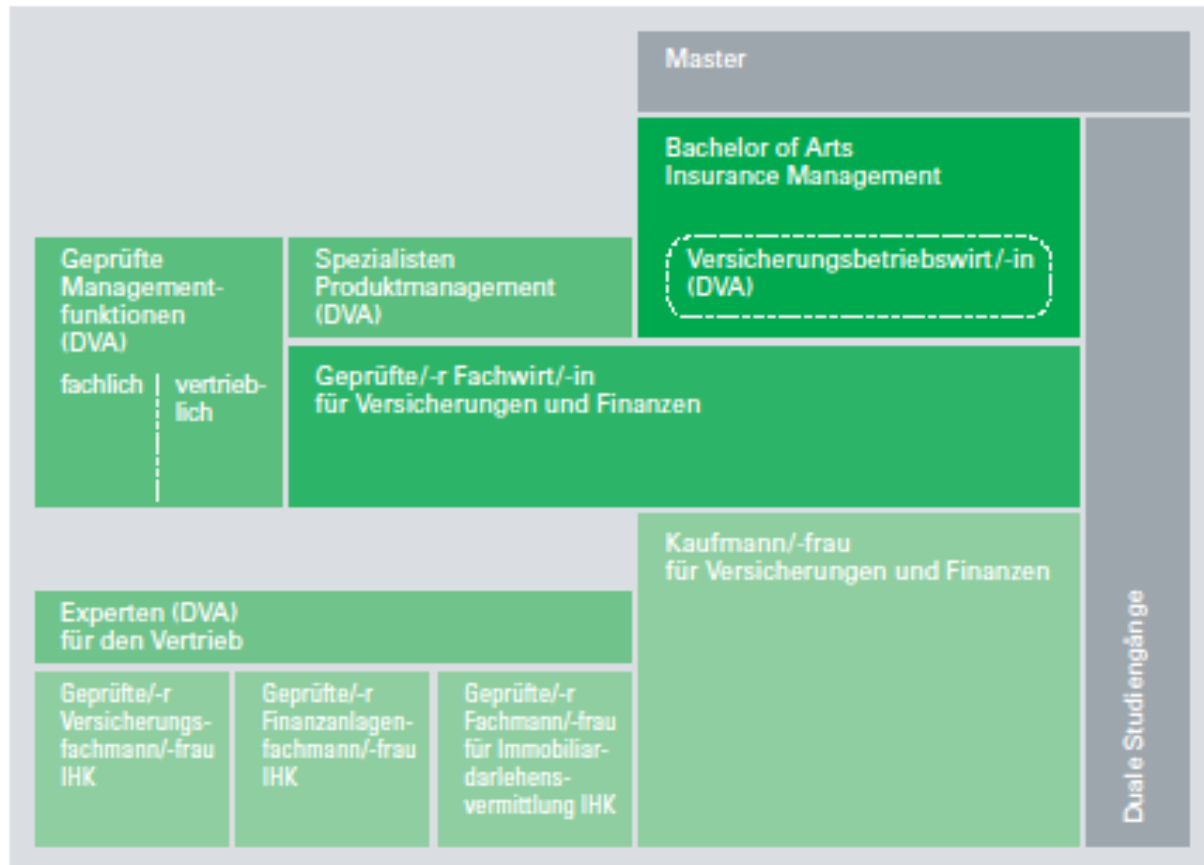 Master
Bachelor of Arts
Insurance Management
Versicherungsbetriebswirt/-in
(DVA)
Geprüfte
Management-
funktionen
(DVA)
fachlich
vertrieb-
lich
Spezialisten
Produktmanagement
(DVA)
Geprüfte/-r Fachwirt/-in
für Versicherungen und Finanzen
Kaufmann/-frau
für Versicherungen und Finanzen
Experten (DVA)
für den Vertrieb
Geprüfte/-r
Versicherungs-
fachmann/-frau
IHK
Geprüfte/-r
Finanzanlagen-
fachmann/-frau
IHK
Geprüfte/-r
Fachmann/-frau
für Immobiliar-
darlehens-
vermittlung IHK
Duale Studiengänge